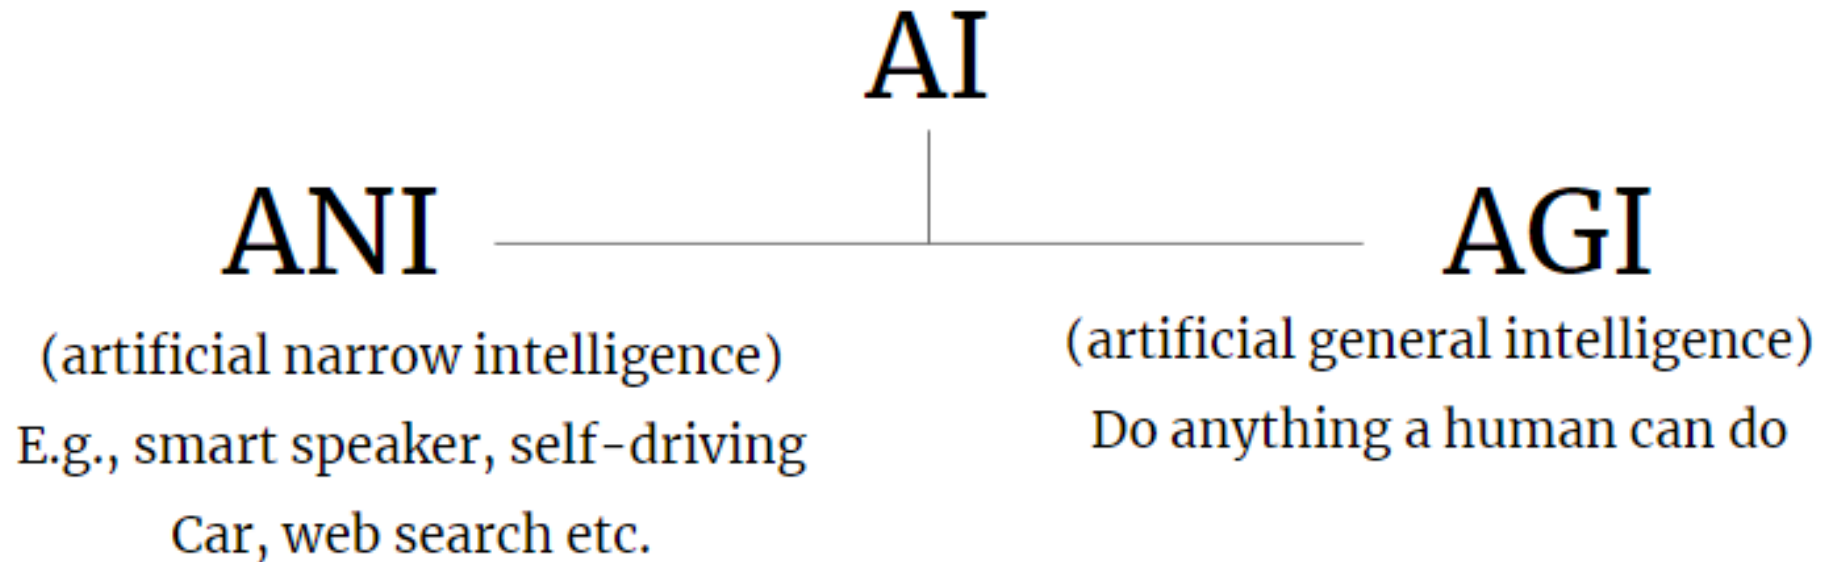 AI
ANI
(artificial narrow intelligence)
E.g., smart speaker, self-driving
Car, web search etc.
AGI
(artificial general intelligence)
Do anything a human can do